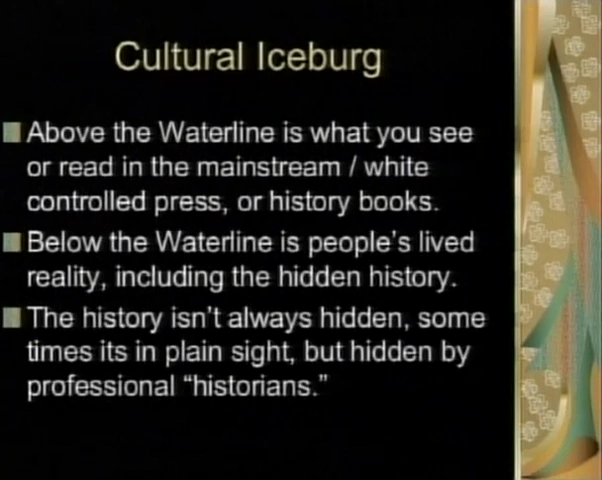 Cultural Iceburg
Above the Waterline is what you see
or read in the mainstream / white
controlled press, or history books.
Below the Waterline is people's lived
reality, including the hidden history.
The history isn't always hidden, some
times its in plain sight, but hidden by
professional “historians.”